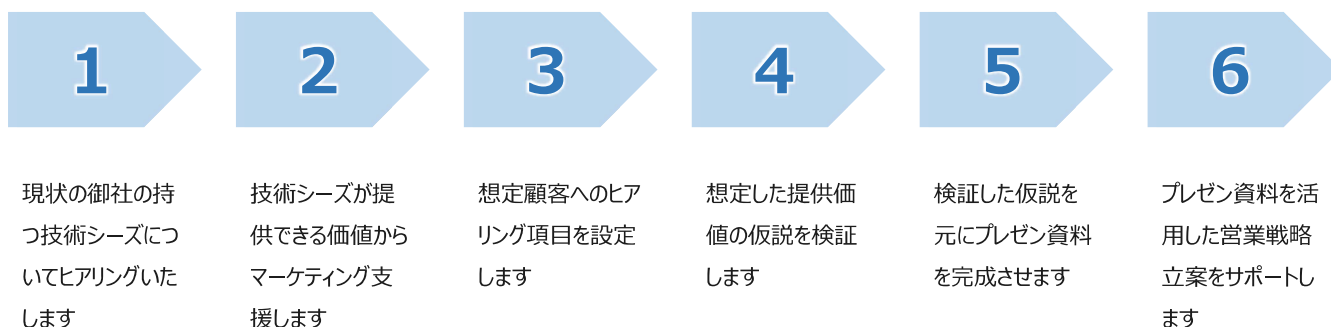 1
現状の御社の持
つ技術シーズにつ
いてヒアリングいた
します
2
技術シーズが提
供できる価値から
マーケティング支
援します
3
想定顧客へのヒア
リング項目を設定
します
4
想定した提供価
値の仮説を検証
します
5
検証した仮説を
元にプレゼン資料
を完成させます
6
プレゼン資料を活
用した営業戦略
立案をサポートし
ます